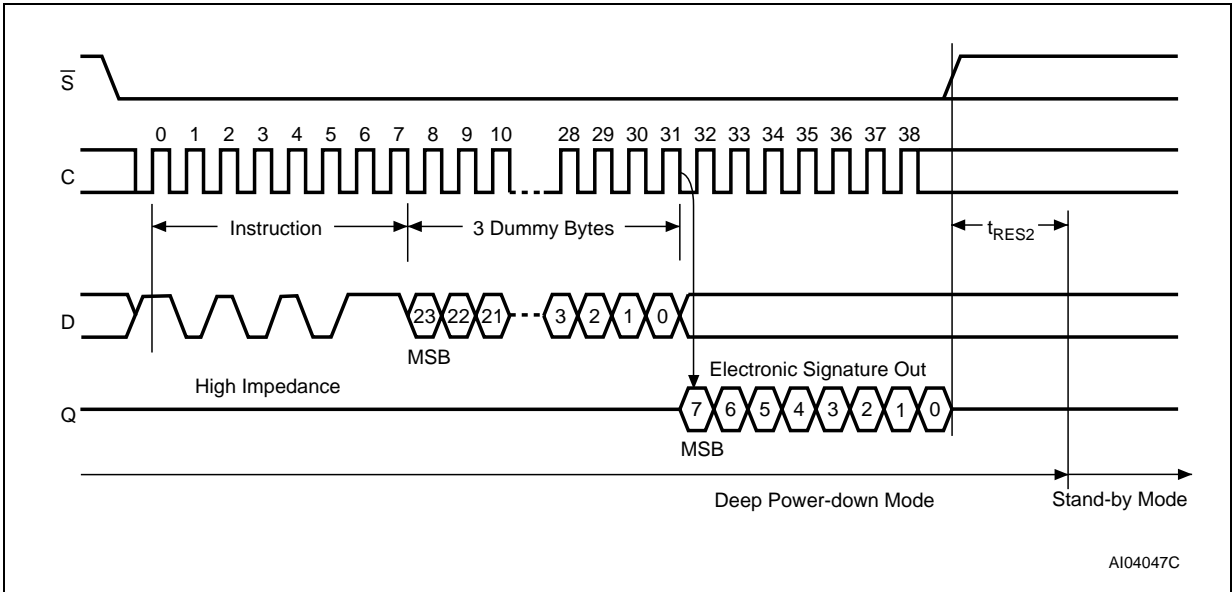 S
0 1 2 3 4 5 6 7 8 9 10 28 29 30 31 32 33 34 35 36 37 38
C
Instruction 3 Dummy Bytes tRES2
D 23 22 21 3 2 1 0
MSB
High Impedance Electronic Signature Out
Q 7 6 5 4 3 2 1 0
MSB
Deep Power-down Mode Stand-by Mode
AI04047C